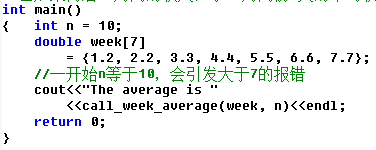 int main()
{ int n = 10;
double week[7]
= {1.2, 2.2, 3.3, 4.4, 5.5, 6.6, 7.7};
//一开始n等于10，会引发大于7的报错
cout<<"The average is "
<<call_week_average(week, n)<<endl;
return 0;
}